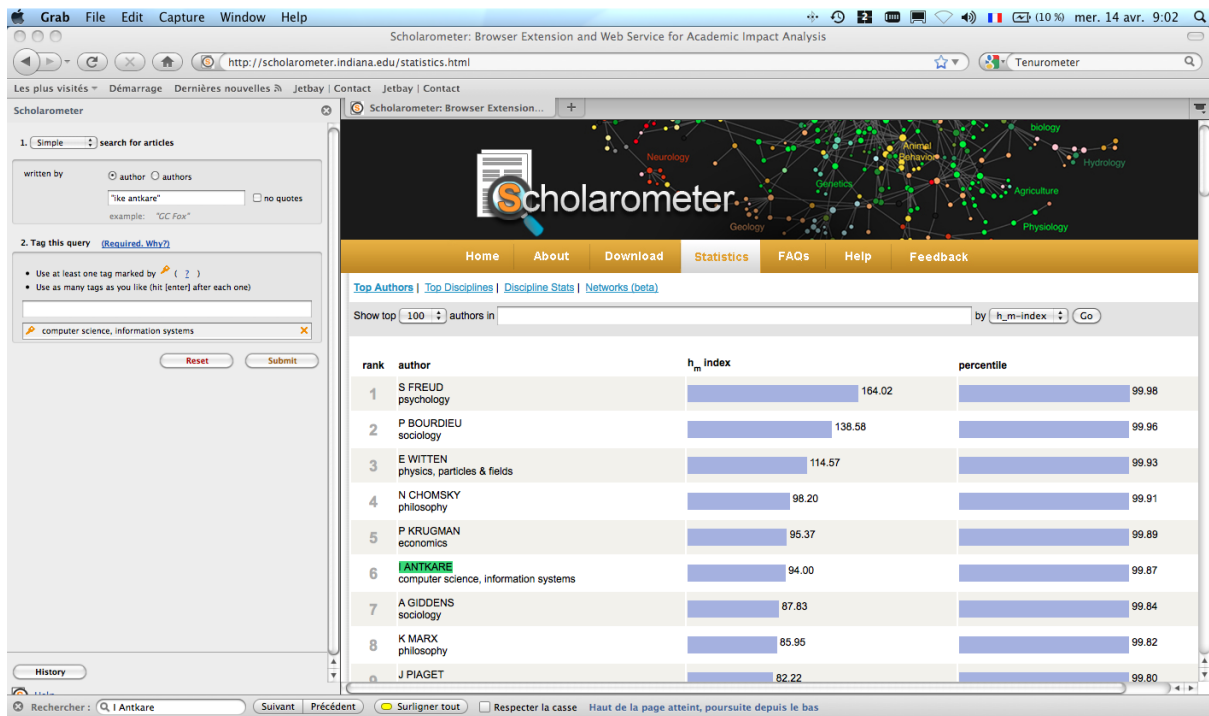 Grab File Edit Capture Window Help
2
(10 %) mer. 14 avr. 9:02
Scholarometer: Browser Extension and Web Service for Academic Impact Analysis
http://scholarometer.indiana.edu/statistics.html
Tenurometer
Les plus visités Démarrage Dernières nouvelles Jetbay | Contact Jetbay | Contact
Scholarometer
1. Simple search for articles
written by
author authors
"ike antkare"
no quotes
example: "GC Fox"
2. Tag this query (Required. Why?)
• Use at least one tag marked by ( ? )
• Use as many tags as you like (hit [enter] after each one)
computer science, information systems
Reset Submit
History
Scholarometer: Browser Extension...
Scholarometer
Neurology
Animal
Behavior
biology
Hydrology
Genetics
Agriculture
Geology
Physiology
Home About Download Statistics FAQs Help Feedback
Top Authors | Top Disciplines | Discipline Stats | Networks (beta)
Show top 100 authors in by h_m-index Go
rank author hm index percentile
1 S FREUD 164.02 99.98
psychology
2 P BOURDIEU 138.58 99.96
sociology
3 E WITTEN 114.57 99.93
physics, particles & fields
4 N CHOMSKY 98.20 99.91
philosophy
5 P KRUGMAN 95.37 99.89
economics
6 I ANTKARE 94.00 99.87
computer science, information systems
7 A GIDDENS 87.83 99.84
sociology
8 K MARX 85.95 99.82
philosophy
J PIAGET 82.22 99.80
Rechercher : I Antkare Suivant Précédent Surligner tout Respecter la casse Haut de la page atteint, poursuite depuis le bas